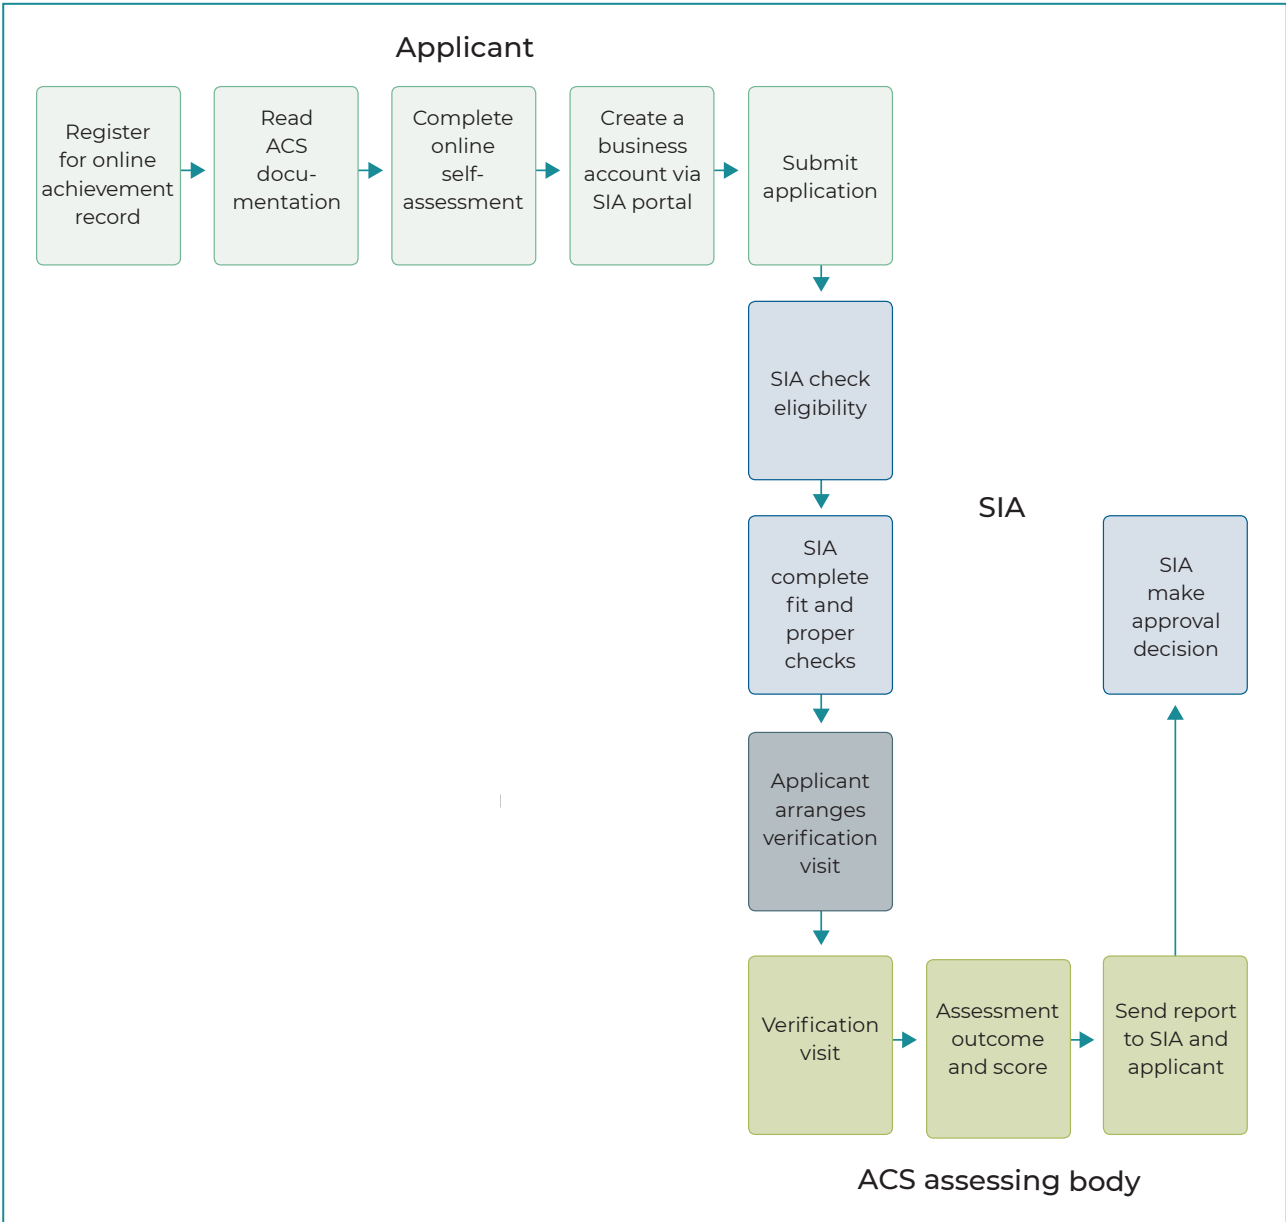 Applicant
Register
for online
achievement
record
Read
ACS
docu-
mentation
Complete
online
self-
assessment
Create a
business
account via
SIA portal
Submit
application
SIA check
eligibility
SIA
SIA
complete
fit and
proper
checks
SIA
make
approval
decision
Applicant
arranges
verification
visit
Verification
visit
Assessment
outcome
and score
Send report
to SIA and
applicant
ACS assessing body